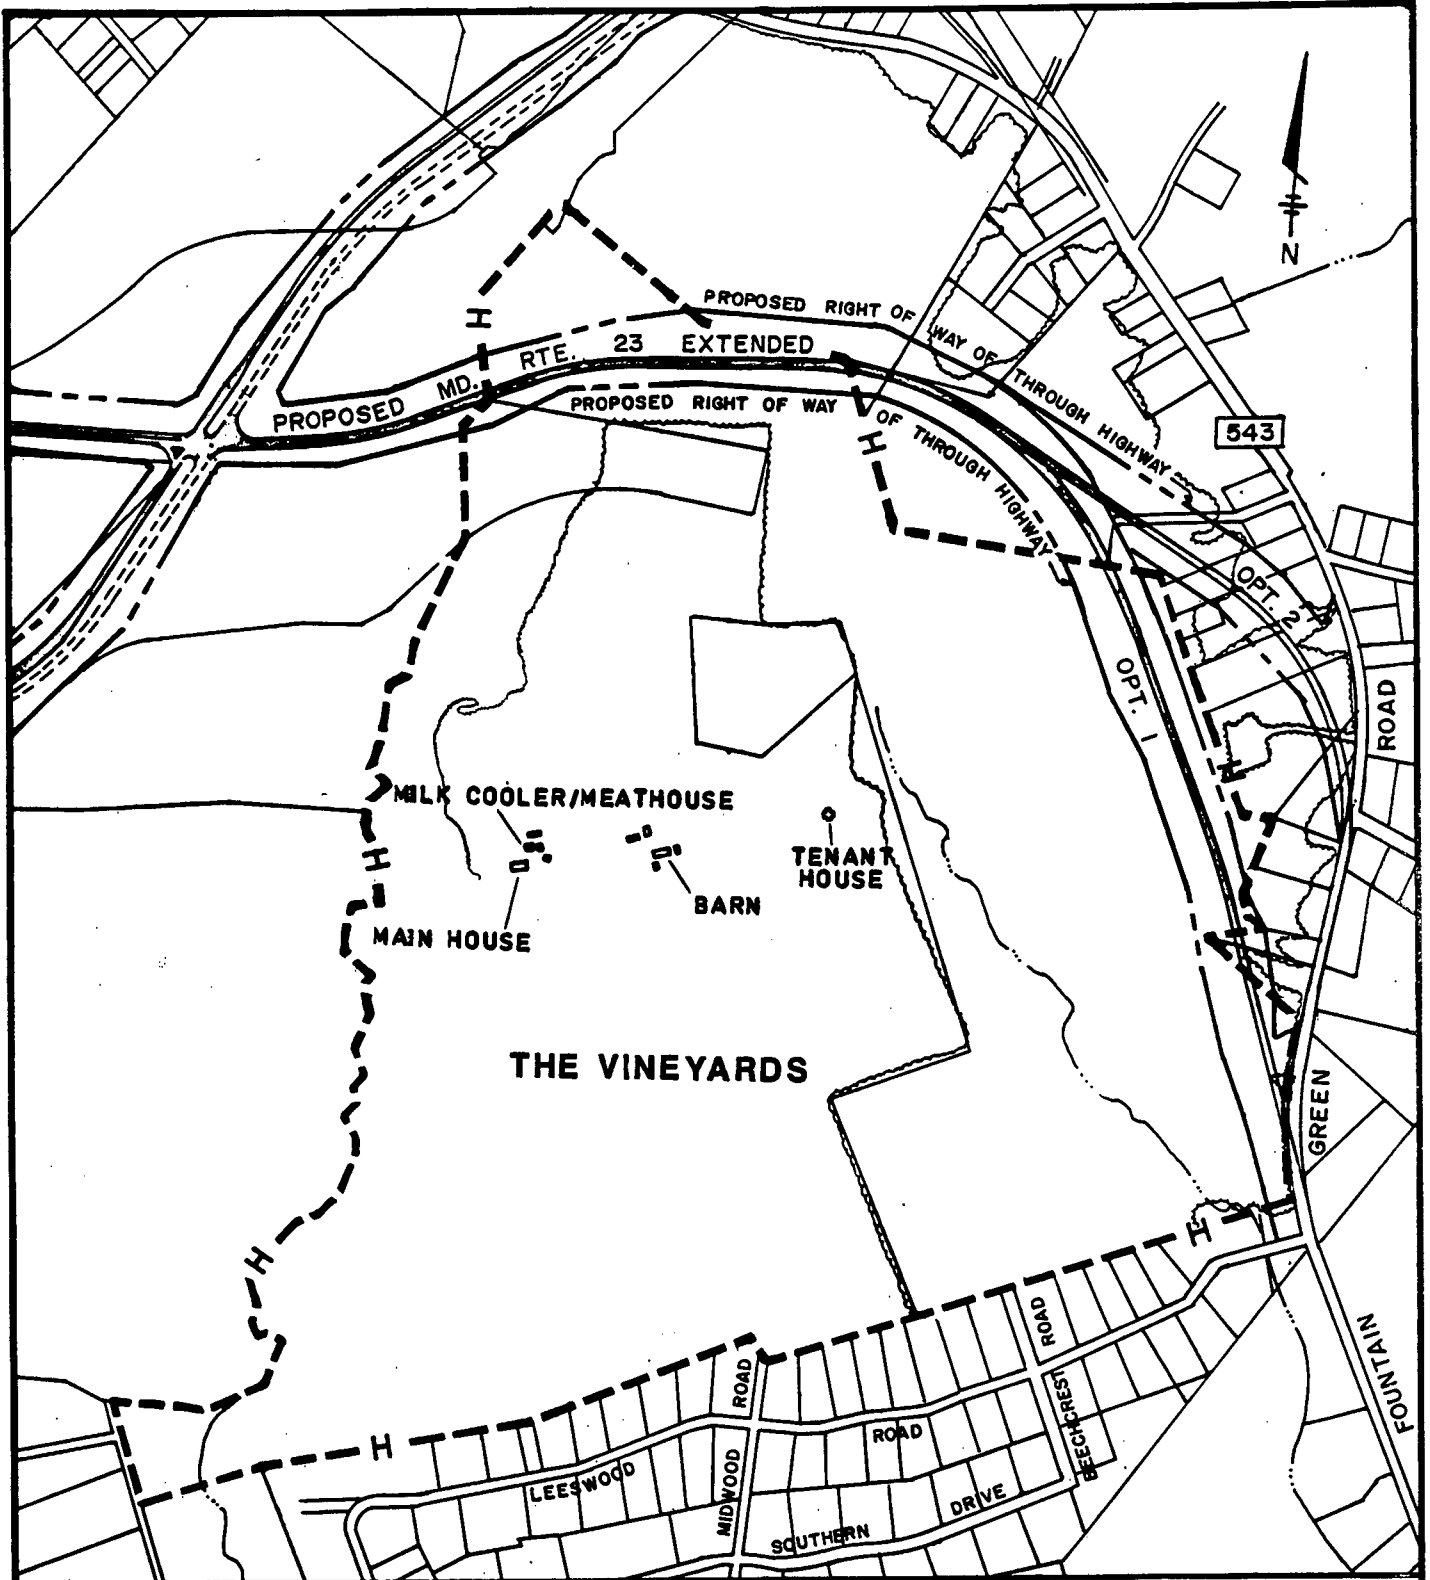 N
H
PROPOSED RIGHT OF WAY OF THROUGH HIGHWAY
PROPOSED MD. RTE. 23 EXTENDED
PROPOSED RIGHT OF WAY OF THROUGH HIGHWAY
543
H
OPT. 2
OPT. 1
ROAD
H
MILK COOLER/MEATHOUSE
H
TENANT
HOUSE
BARN
MAIN HOUSE
THE VINEYARDS
GREEN
H
H
ROAD
FOUNTAIN
ROAD
BEECHCREST
H
ROAD
LEESWOOD
MIDWOOD
DRIVE
SOUTHERN